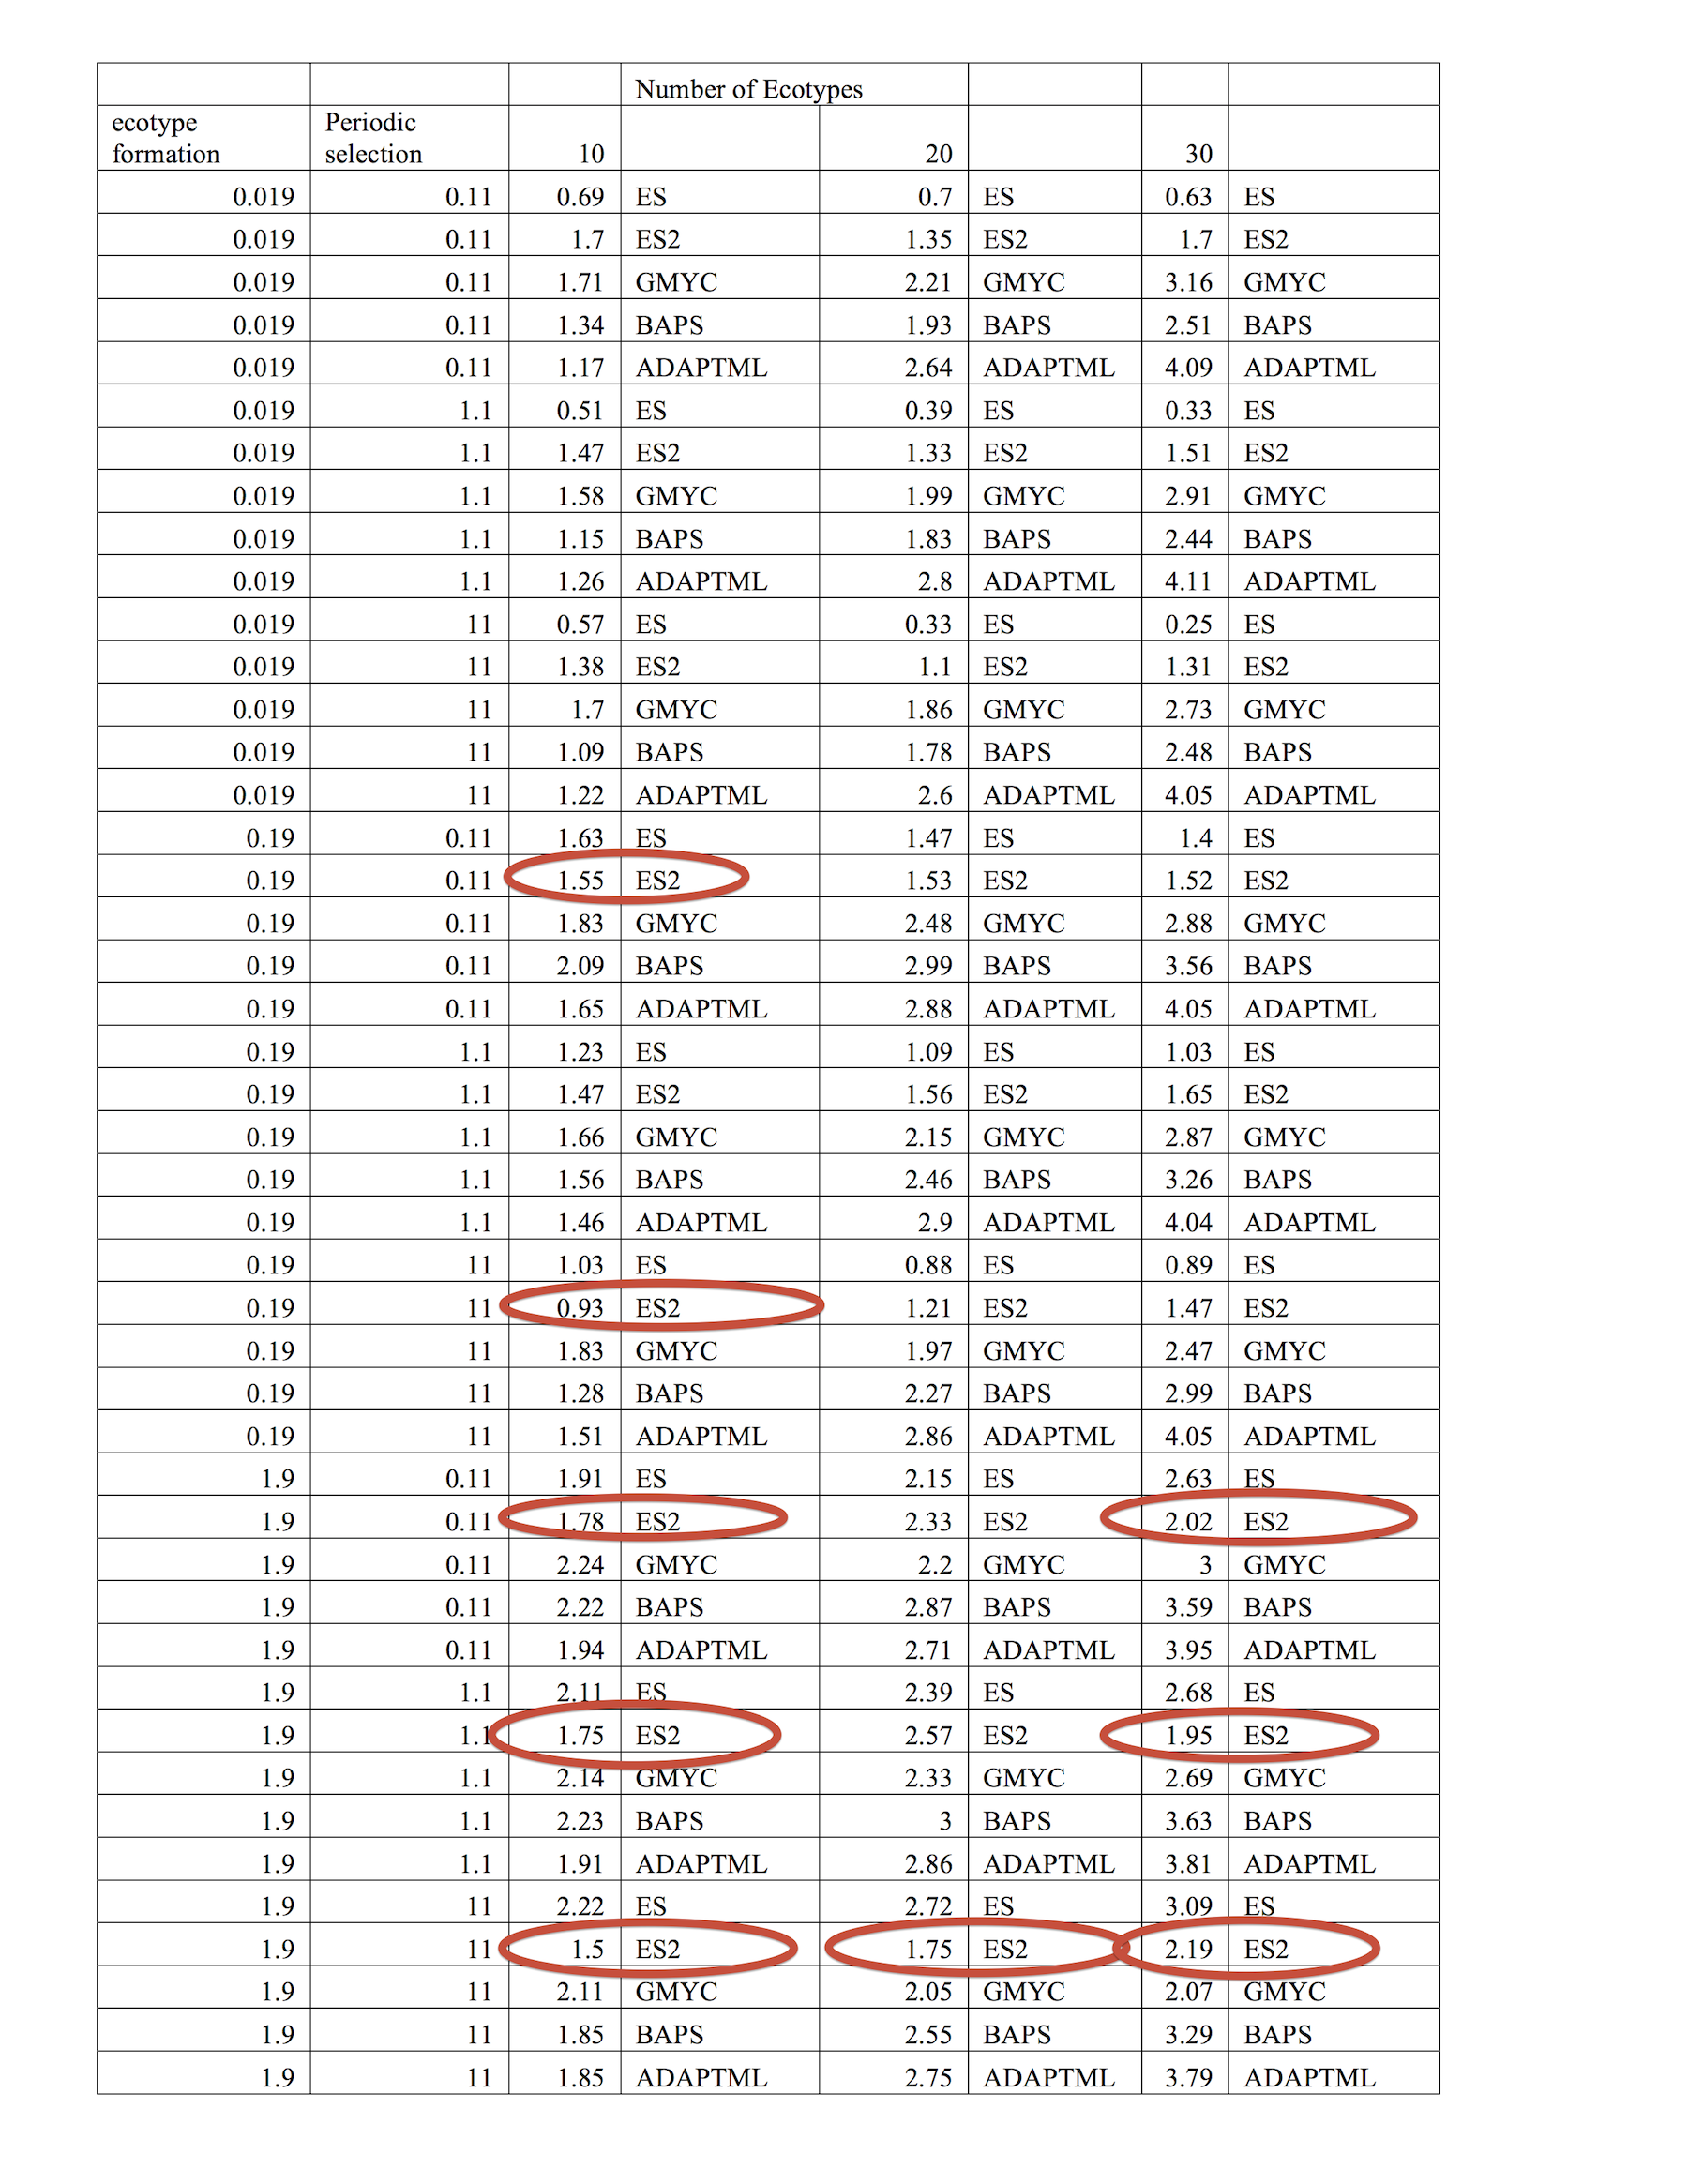 Number of Ecotypes
ecotype formation Periodic selection 10 20 30
0.019 0.11 0.69 ES 0.7 ES 0.63 ES
0.019 0.11 1.7 ES2 1.35 ES2 1.7 ES2
0.019 0.11 1.71 GMYC 2.21 GMYC 3.16 GMYC
0.019 0.11 1.34 BAPS 1.93 BAPS 2.51 BAPS
0.019 0.11 1.17 ADAPTML 2.64 ADAPTML 4.09 ADAPTML
0.019 1.1 0.51 ES 0.39 ES 0.33 ES
0.019 1.1 1.47 ES2 1.33 ES2 1.51 ES2
0.019 1.1 1.58 GMYC 1.99 GMYC 2.91 GMYC
0.019 1.1 1.15 BAPS 1.83 BAPS 2.44 BAPS
0.019 1.1 1.26 ADAPTML 2.8 ADAPTML 4.11 ADAPTML
0.019 11 0.57 ES 0.33 ES 0.25 ES
0.019 11 1.38 ES2 1.1 ES2 1.31 ES2
0.019 11 1.7 GMYC 1.86 GMYC 2.73 GMYC
0.019 11 1.09 BAPS 1.78 BAPS 2.48 BAPS
0.019 11 1.22 ADAPTML 2.6 ADAPTML 4.05 ADAPTML
0.19 0.11 1.63 ES 1.47 ES 1.4 ES
0.19 0.11 1.55 ES2 1.53 ES2 1.52 ES2
0.19 0.11 1.83 GMYC 2.48 GMYC 2.88 GMYC
0.19 0.11 2.09 BAPS 2.99 BAPS 3.56 BAPS
0.19 0.11 1.65 ADAPTML 2.88 ADAPTML 4.05 ADAPTML
0.19 1.1 1.23 ES 1.09 ES 1.03 ES
0.19 1.1 1.47 ES2 1.56 ES2 1.65 ES2
0.19 1.1 1.66 GMYC 2.15 GMYC 2.87 GMYC
0.19 1.1 1.56 BAPS 2.46 BAPS 3.26 BAPS
0.19 1.1 1.46 ADAPTML 2.9 ADAPTML 4.04 ADAPTML
0.19 11 1.03 ES 0.88 ES 0.89 ES
0.19 11 0.93 ES2 1.21 ES2 1.47 ES2
0.19 11 1.83 GMYC 1.97 GMYC 2.47 GMYC
0.19 11 1.28 BAPS 2.27 BAPS 2.99 BAPS
0.19 11 1.51 ADAPTML 2.86 ADAPTML 4.05 ADAPTML
1.9 0.11 1.91 ES 2.15 ES 2.63 ES
1.9 0.11 1.78 ES2 2.33 ES2 2.02 ES2
1.9 0.11 2.24 GMYC 2.2 GMYC 3 GMYC
1.9 0.11 2.22 BAPS 2.87 BAPS 3.59 BAPS
1.9 0.11 1.94 ADAPTML 2.71 ADAPTML 3.95 ADAPTML
1.9 1.1 2.11 ES 2.39 ES 2.68 ES
1.9 1.1 1.75 ES2 2.57 ES2 1.95 ES2
1.9 1.1 2.14 GMYC 2.33 GMYC 2.69 GMYC
1.9 1.1 2.23 BAPS 3 BAPS 3.63 BAPS
1.9 1.1 1.91 ADAPTML 2.86 ADAPTML 3.81 ADAPTML
1.9 11 2.22 ES 2.72 ES 3.09 ES
1.9 11 1.5 ES2 1.75 ES2 2.19 ES2
1.9 11 2.11 GMYC 2.05 GMYC 2.07 GMYC
1.9 11 1.85 BAPS 2.55 BAPS 3.29 BAPS
1.9 11 1.85 ADAPTML 2.75 ADAPTML 3.79 ADAPTML